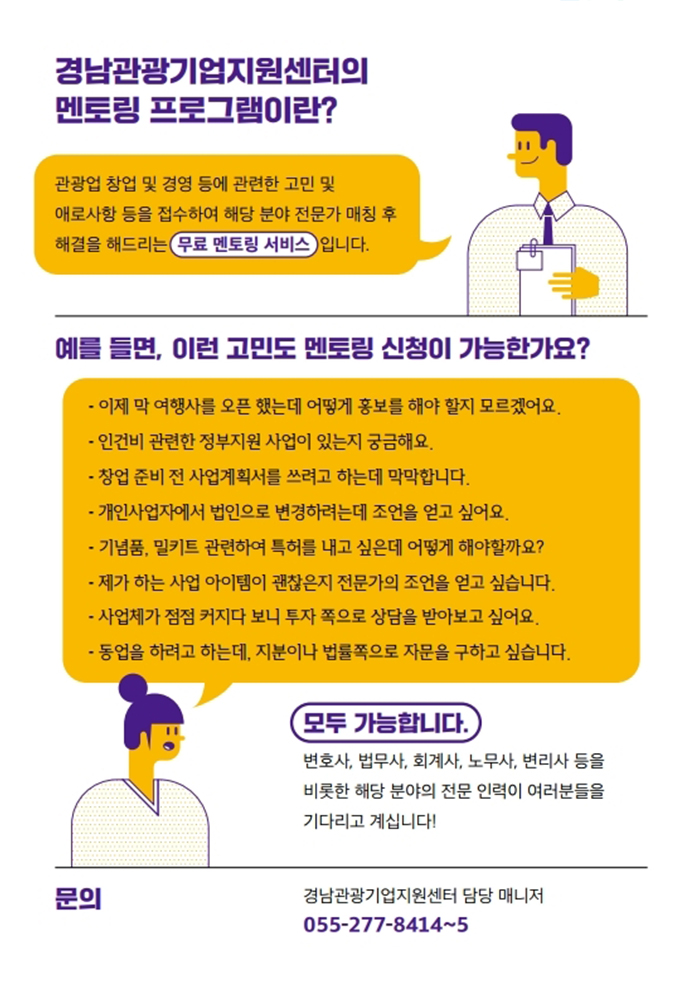 경남관광기업지원센터의
멘토링 프로그램이란?
관광업 창업 및 경영 등에 관련한 고민 및
애로사항 등을 접수하여 해당 분야 전문가 매칭 후
해결을 해드리는 무료 멘토링 서비스 입니다.
예를 들면, 이런 고민도 멘토링 신청이 가능한가요?
- 이제 막 여행사를 오픈 했는데 어떻게 홍보를 해야 할지 모르겠어요.
- 인건비 관련한 정부지원 사업이 있는지 궁금해요.
- 창업 준비 전 사업계획서를 쓰려고 하는데 막막합니다.
- 개인사업자에서 법인으로 변경하려는데 조언을 얻고 싶어요.
- 기념품, 밀키트 관련하여 특허를 내고 싶은데 어떻게 해야할까요?
- 제가 하는 사업 아이템이 괜찮은지 전문가의 조언을 얻고 싶습니다.
- 사업체가 점점 커지다 보니 투자 쪽으로 상담을 받아보고 싶어요.
- 동업을 하려고 하는데, 지분이나 법률쪽으로 자문을 구하고 싶습니다.
모두 가능합니다.
변호사, 법무사, 회계사, 노무사, 변리사 등을
비롯한 해당 분야의 전문 인력이 여러분들을
기다리고 계십니다!
문의
경남관광기업지원센터 담당 매니저
055-277-8414~5